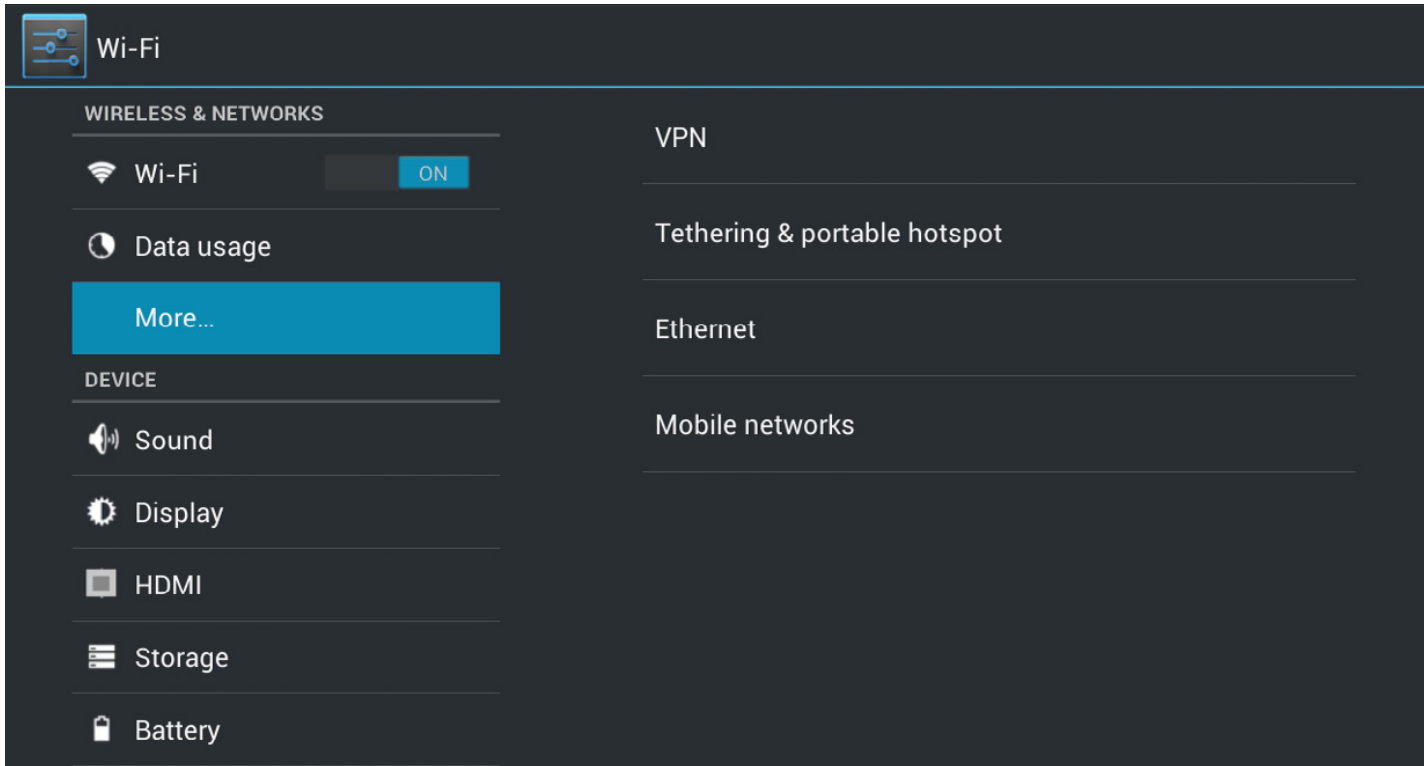 Wi-Fi
WIRELESS & NETWORKS
Wi-Fi ON
Data usage
More...
DEVICE
Sound
Display
HDMI
Storage
Battery
VPN
Tethering & portable hotspot
Ethernet
Mobile networks